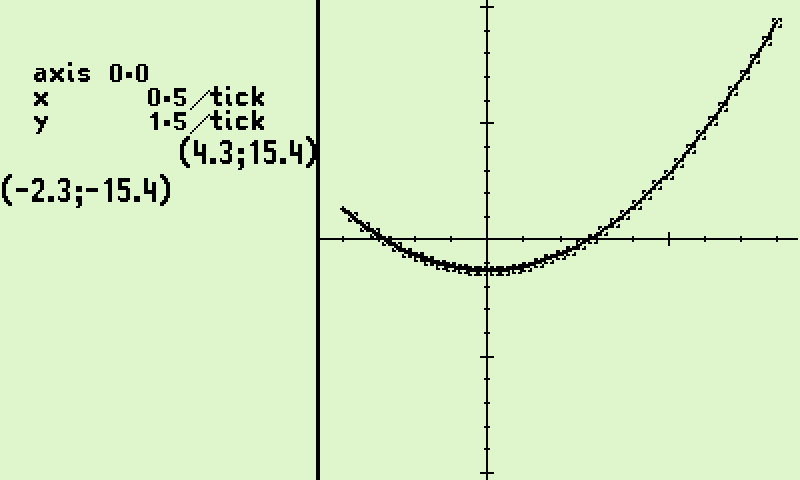 axis 0.0
x 0.5/tick
y 1.5/tick
(4.3;15.4)
(-2.3;-15.4)